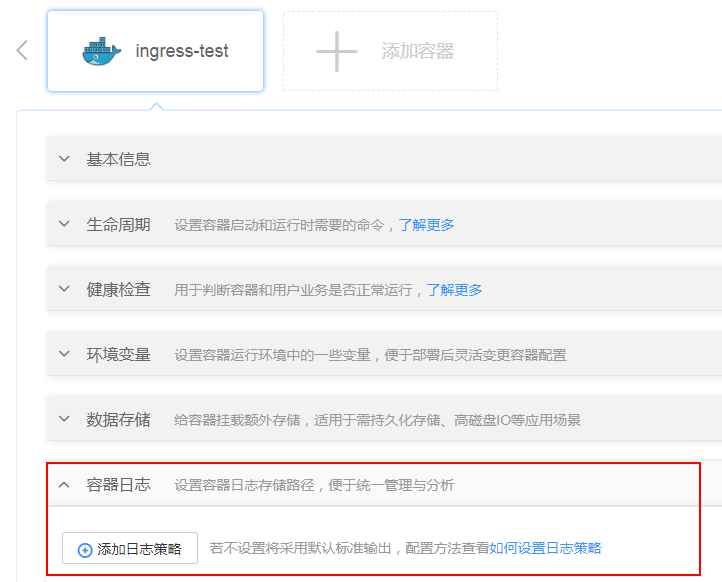 ingress-test
添加容器
基本信息
生命周期 设置容器启动和运行时需要的命令，了解更多
健康检查 用于判断容器和用户业务是否正常运行，了解更多
环境变量 设置容器运行环境中的一些变量，便于部署后灵活变更容器配置
数据存储 给容器挂载额外存储，适用于需持久化存储、高磁盘IO等应用场景
容器日志 设置容器日志存储路径，便于统一管理与分析
添加日志策略 若不设置将采用默认标准输出，配置方法查看如何设置日志策略